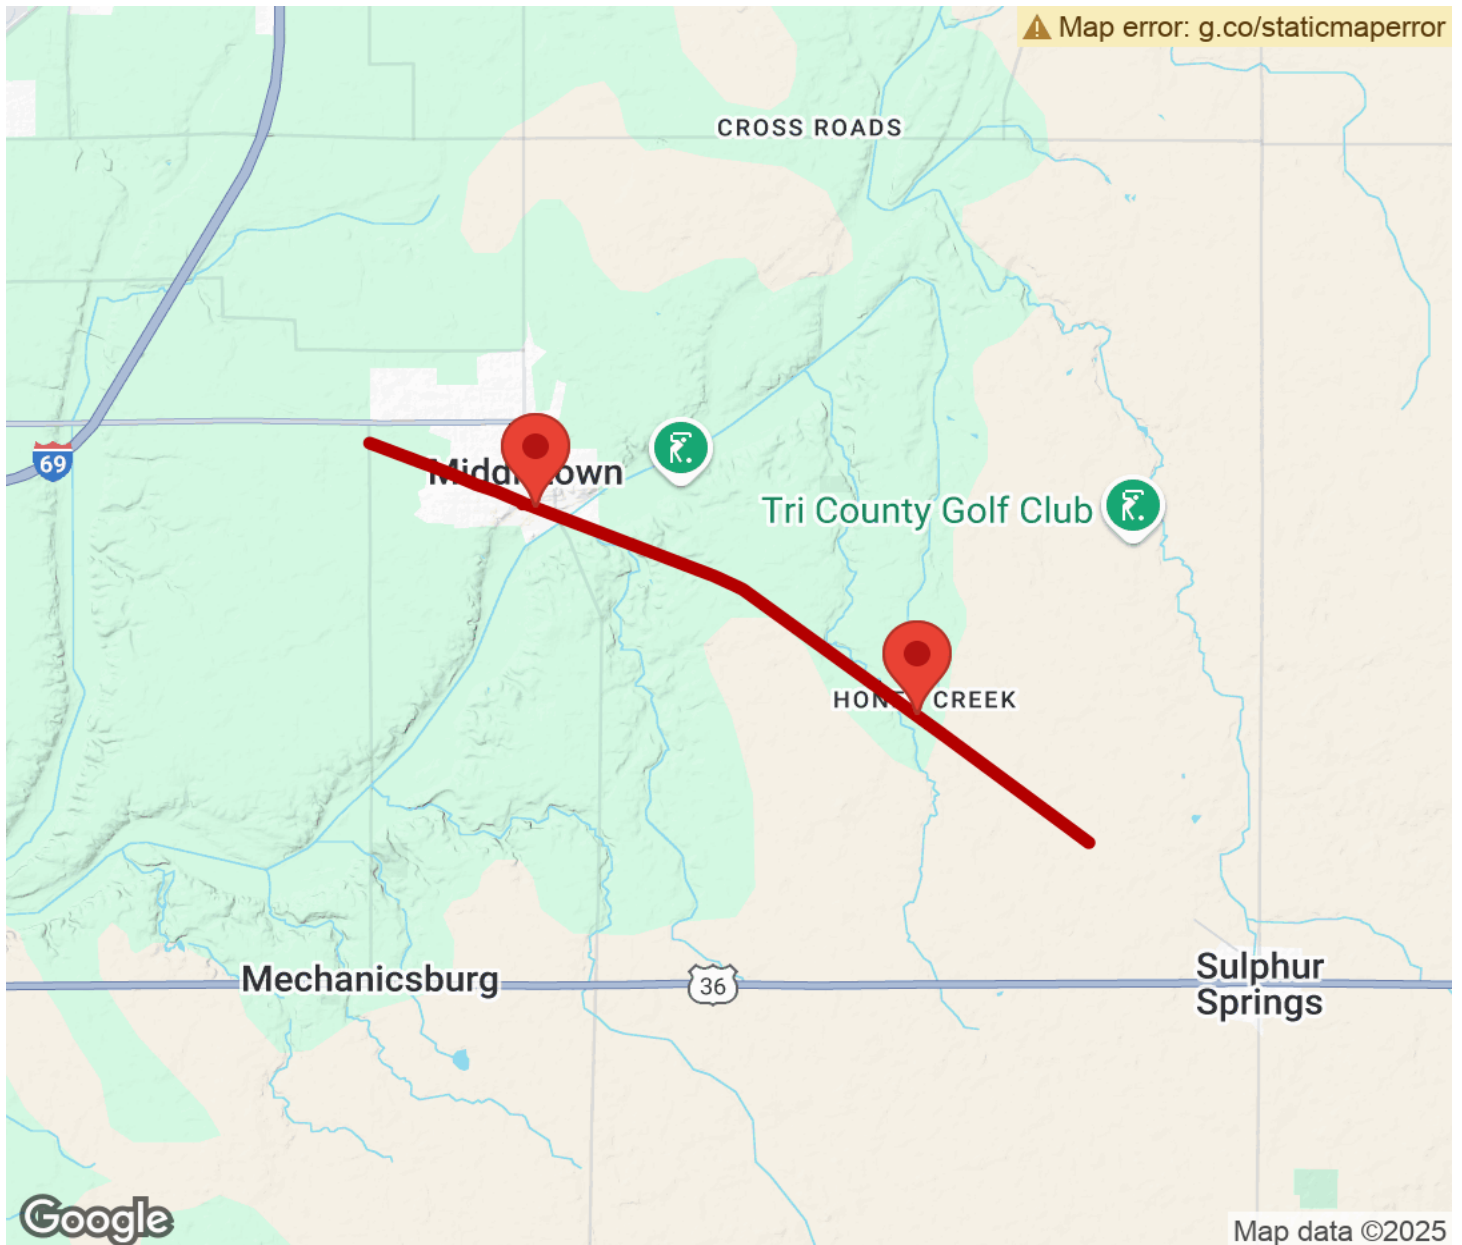 Map error: g.co/staticmaperror
CROSS ROADS
69
Tri County Golf Club
CREEK
Mechanicsburg
36
Sulphur
Springs
Google
Map data ©2025